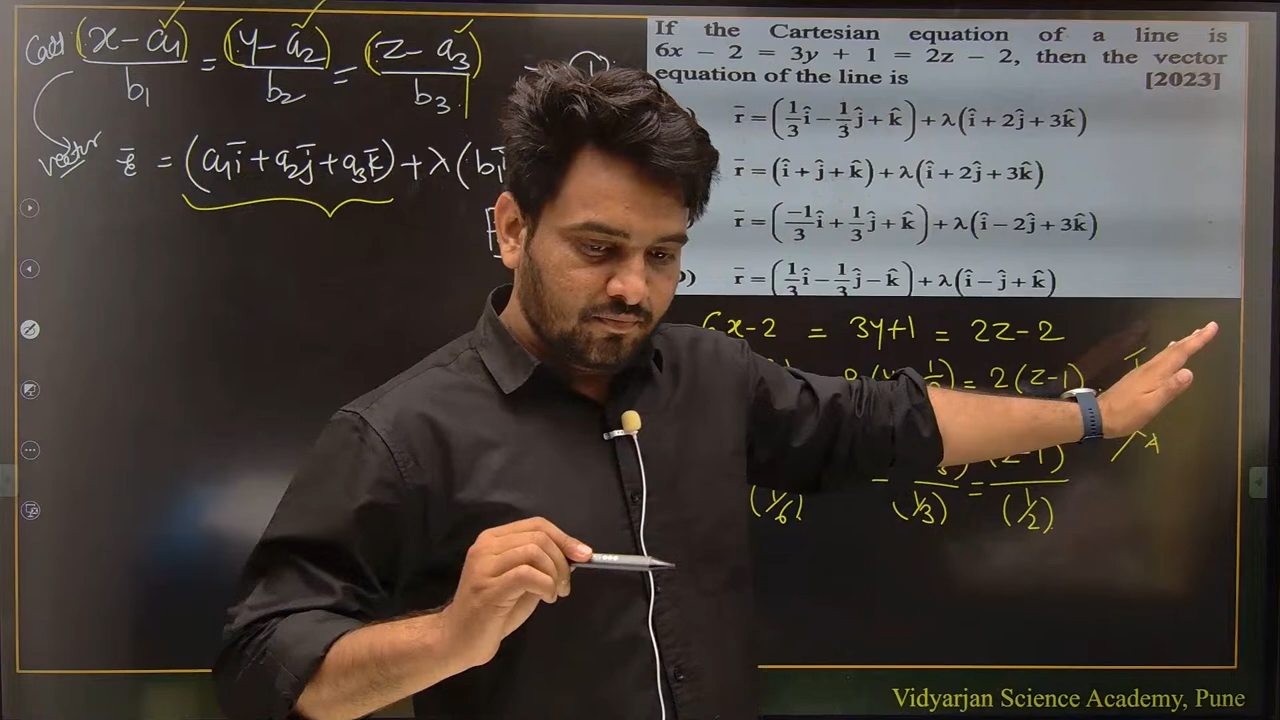 (x-a₁) / b₁ = (y-a₂) / b₂ = (z-a₃) / b₃
vector r̄ = (a₁ī+a₂j̄+a₃k̄)+λ(b₁ī
If the Cartesian equation of a line is
6x − 2 = 3y + 1 = 2z − 2, then the vector
equation of the line is [2023]
r̄ = (1/3 î − 1/3 ĵ + k̂) + λ(î + 2ĵ + 3k̂)
r̄ = (î + ĵ + k̂) + λ(î + 2ĵ + 3k̂)
r̄ = (−1/3 î + 1/3 ĵ + k̂) + λ(î − 2ĵ + 3k̂)
) r̄ = (1/3 î − 1/3 ĵ − k̂) + λ(î − ĵ + k̂)
6x-2 = 3y+1 = 2z-2
= 2(z-1)
(1/6) (1/3) = (z-1) / (1/2)
Vidyarjan Science Academy, Pune